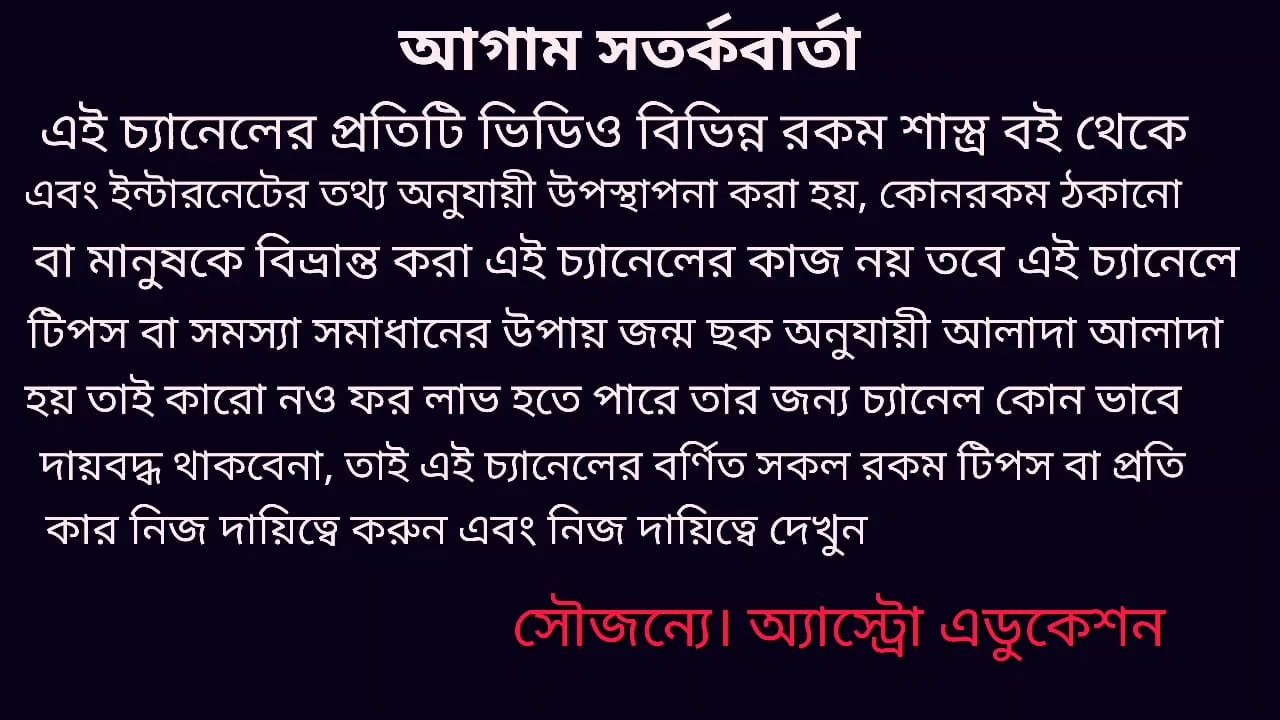 আগাম সতর্কবার্তা
এই চ্যানেলের প্রতিটি ভিডিও বিভিন্ন রকম শাস্ত্র বই থেকে
এবং ইন্টারনেটের তথ্য অনুযায়ী উপস্থাপনা করা হয়, কোনরকম ঠকানো
বা মানুষকে বিভ্রান্ত করা এই চ্যানেলের কাজ নয় তবে এই চ্যানেলে
টিপস বা সমস্যা সমাধানের উপায় জন্ম ছক অনুযায়ী আলাদা আলাদা
হয় তাই কারো নও ফর লাভ হতে পারে তার জন্য চ্যানেল কোন ভাবে
দায়বদ্ধ থাকবেনা, তাই এই চ্যানেলের বর্ণিত সকল রকম টিপস বা প্রতি
কার নিজ দায়িত্বে করুন এবং নিজ দায়িত্বে দেখুন
সৌজন্যে। অ্যাস্ট্রো এডুকেশন